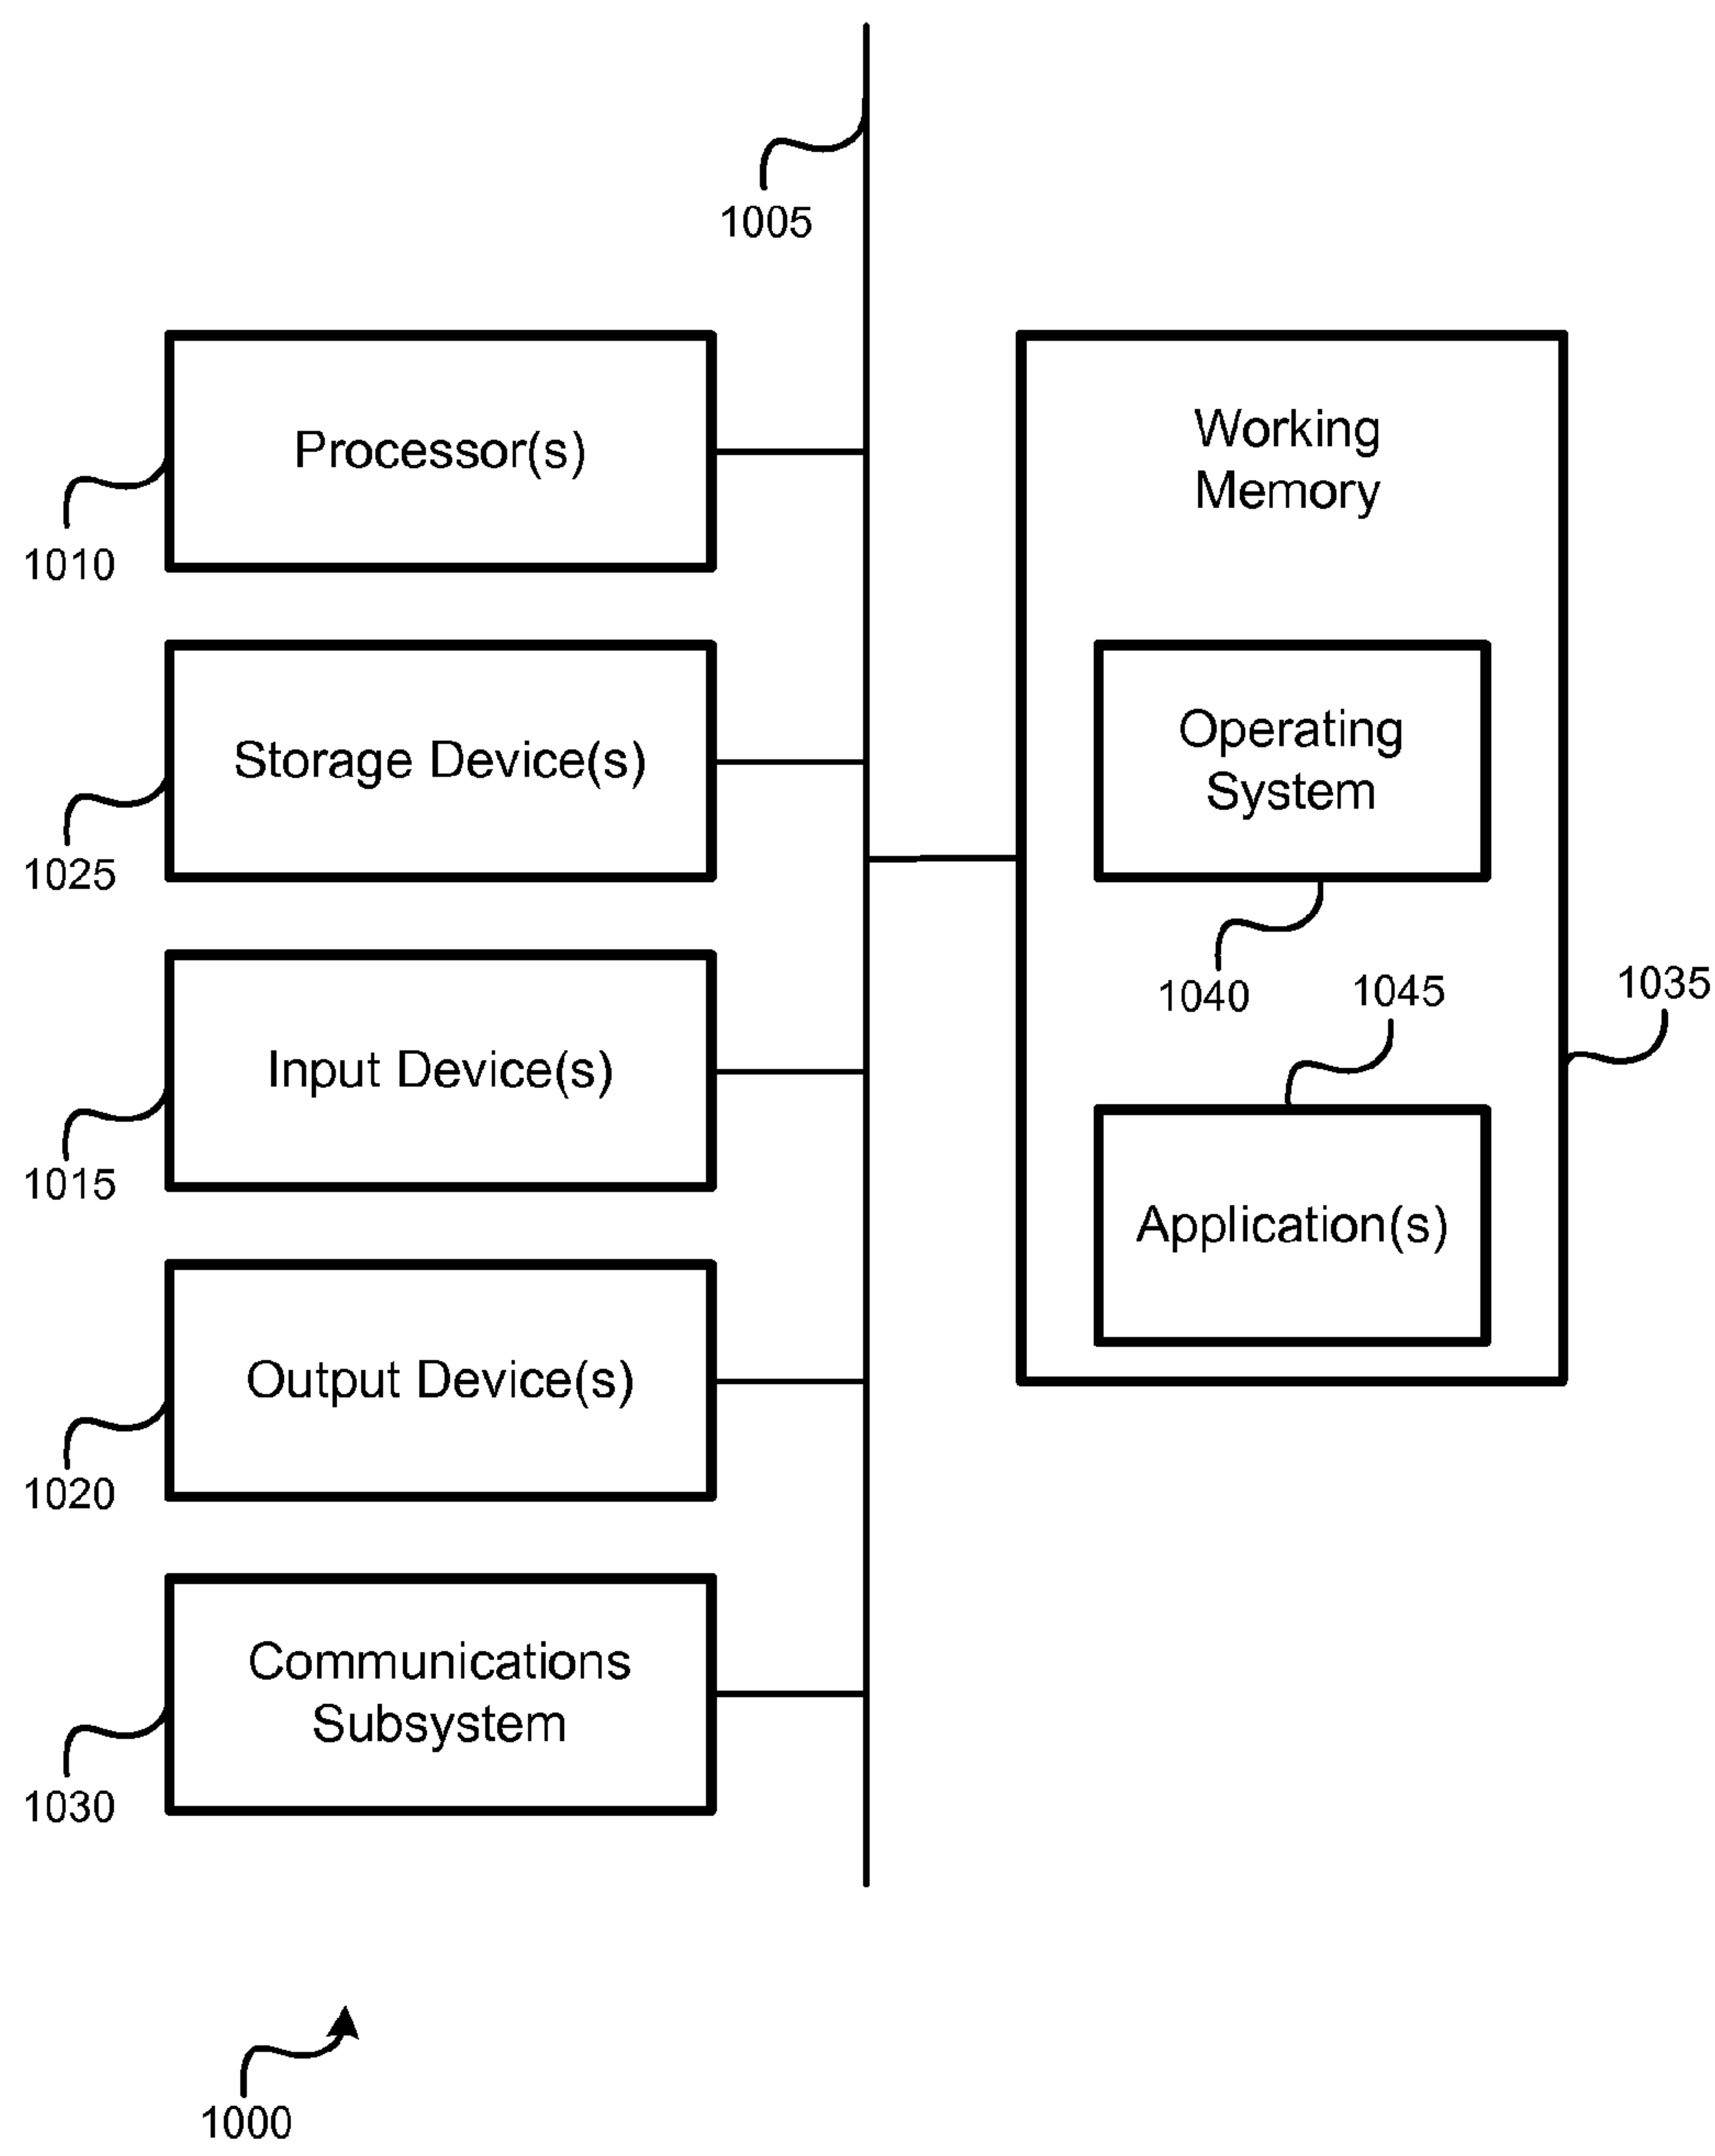 1005
Processor(s)
1010
Storage Device(s)
1025
Input Device(s)
1015
Output Device(s)
1020
Communications
Subsystem
1030
Working
Memory
Operating
System
1040
1045
1035
Application(s)
1000